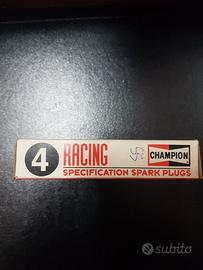 4
RACING
CHAMPION
SPECIFICATION SPARK PLUGS
subito